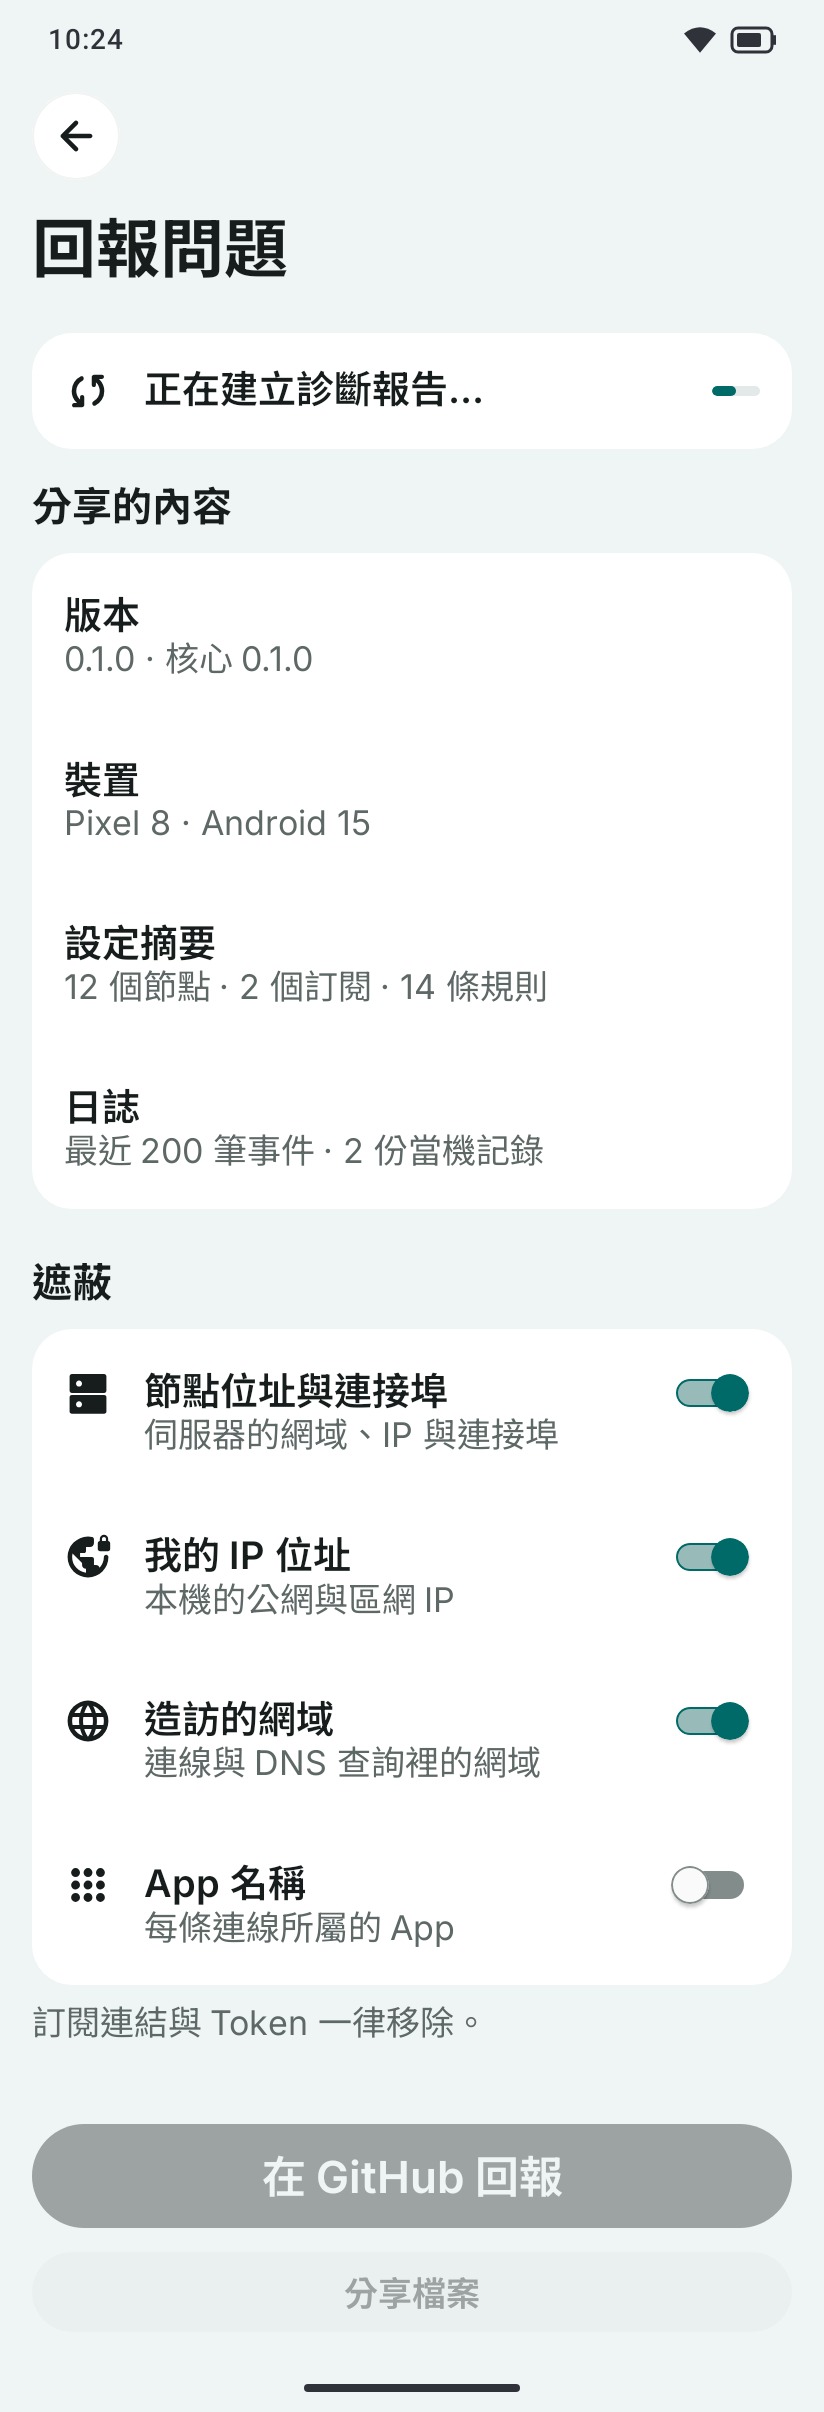 10:24
回報問題
正在建立診斷報告...
分享的內容
版本
0.1.0 · 核心 0.1.0
裝置
Pixel 8 · Android 15
設定摘要
12 個節點 · 2 個訂閱 · 14 條規則
日誌
最近 200 筆事件 · 2 份當機記錄
遮蔽
節點位址與連接埠
伺服器的網域、IP 與連接埠
我的 IP 位址
本機的公網與區網 IP
造訪的網域
連線與 DNS 查詢裡的網域
App 名稱
每條連線所屬的 App
訂閱連結與 Token 一律移除。
在 GitHub 回報
分享檔案